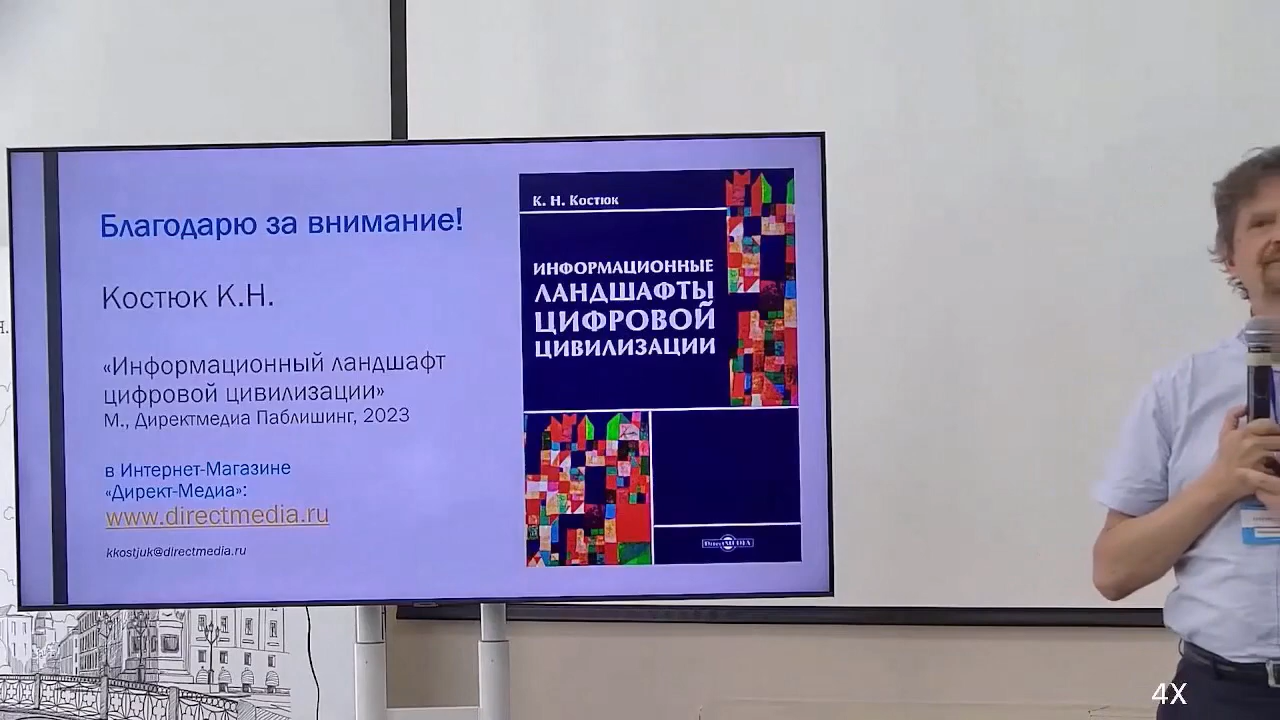 Благодарю за внимание!
Костюк К.Н.
«Информационный ландшафт
цифровой цивилизации»
М., Директмедиа Паблишинг, 2023
в Интернет-Магазине
«Директ-Медиа»:
www.directmedia.ru
kkostjuk@directmedia.ru
К. Н. Костюк
ИНФОРМАЦИОННЫЕ
ЛАНДШАФТЫ
ЦИФРОВОЙ
ЦИВИЛИЗАЦИИ
DirectMEDIA
4X